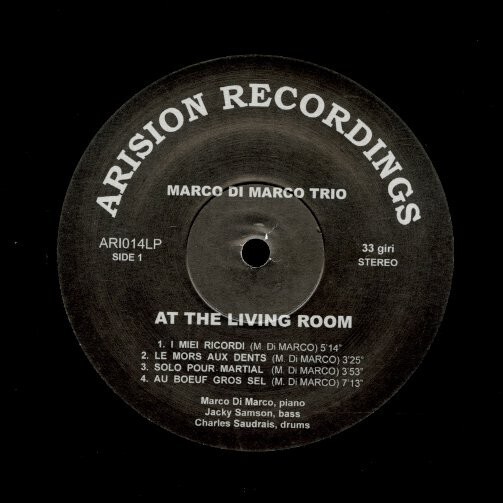 ARISION RECORDINGS
MARCO DI MARCO TRIO
ARI014LP
SIDE 1
33 giri
STEREO
AT THE LIVING ROOM
1. I MIEI RICORDI (M. Di MARCO) 5'14"
2. LE MORS AUX DENTS (M. Di MARCO) 3'25"
3. SOLO POUR MARTIAL (M. Di MARCO) 3'53"
4. AU BOEUF GROS SEL (M. Di MARCO) 7'13"
Marco Di Marco, piano
Jacky Samson, bass
Charles Saudrais, drums